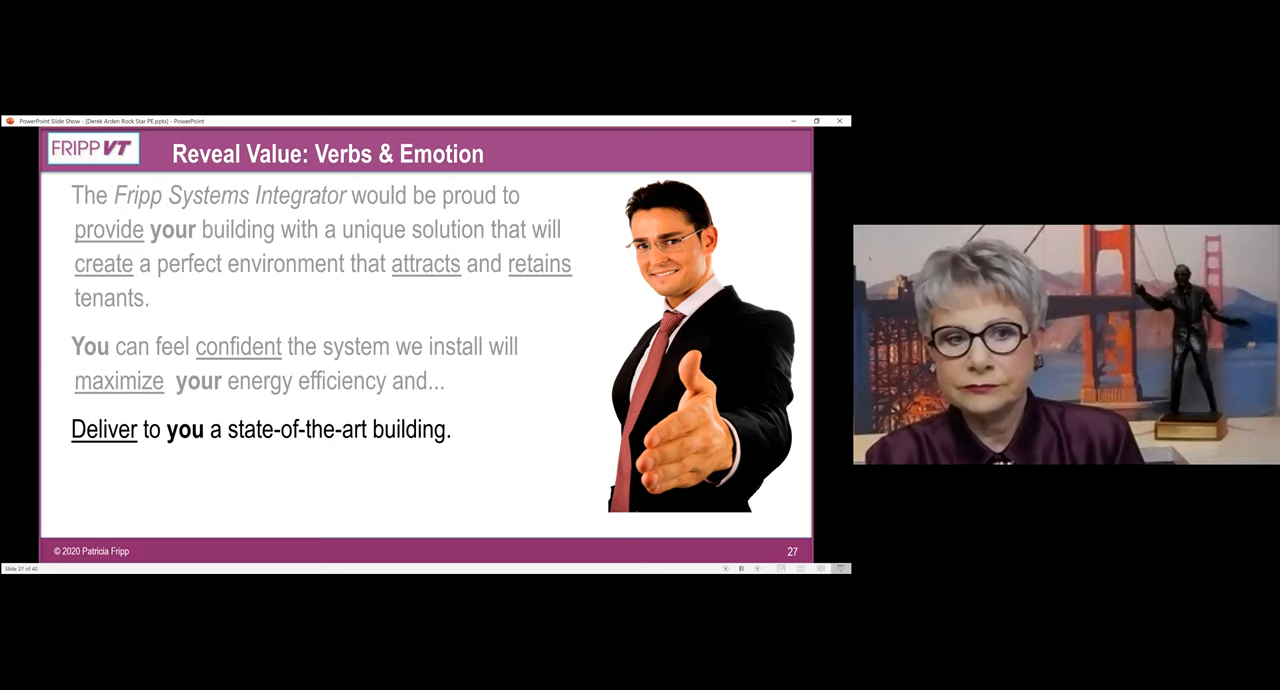 PowerPoint Slide Show - [Derek Arden Rock Star PE.pptx] - PowerPoint
FRIPP VT
Reveal Value: Verbs & Emotion
The Fripp Systems Integrator would be proud to
provide your building with a unique solution that will
create a perfect environment that attracts and retains
tenants.
You can feel confident the system we install will
maximize your energy efficiency and...
Deliver to you a state-of-the-art building.
© 2020 Patricia Fripp
27
Slide 27 of 40